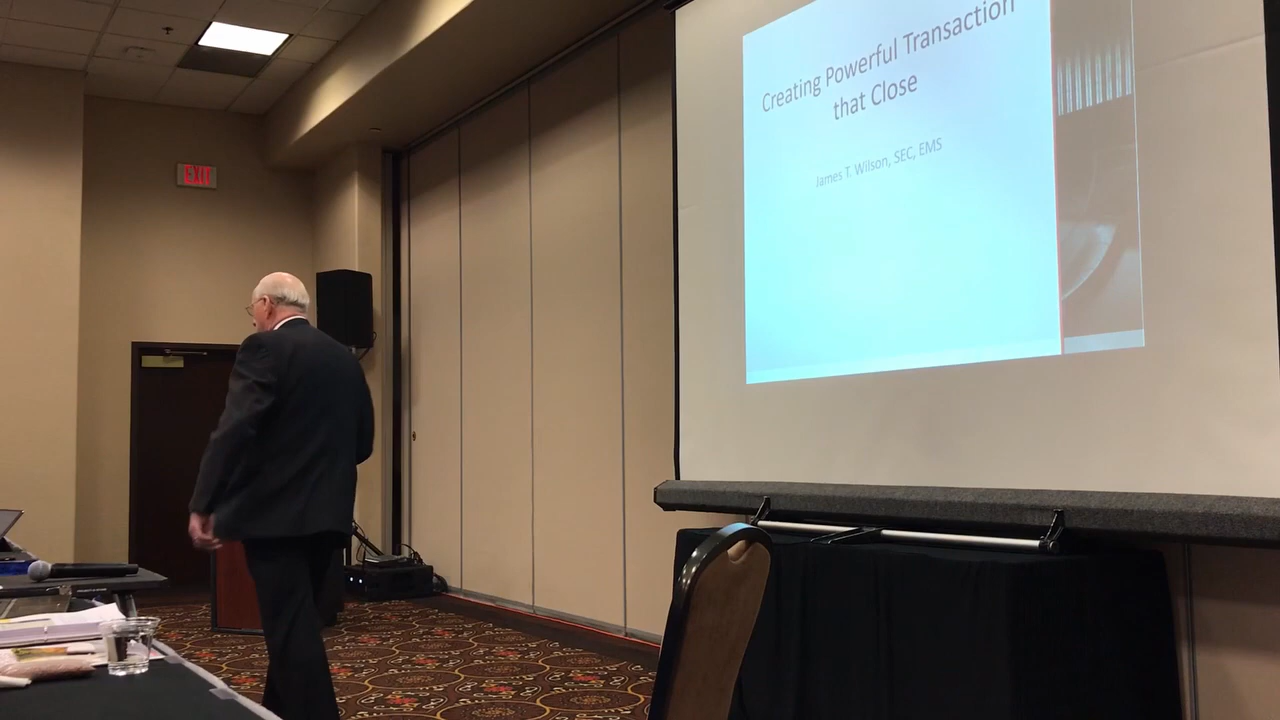 Creating Powerful Transaction
that Close
James T. Wilson, SEC, EMS
EXIT